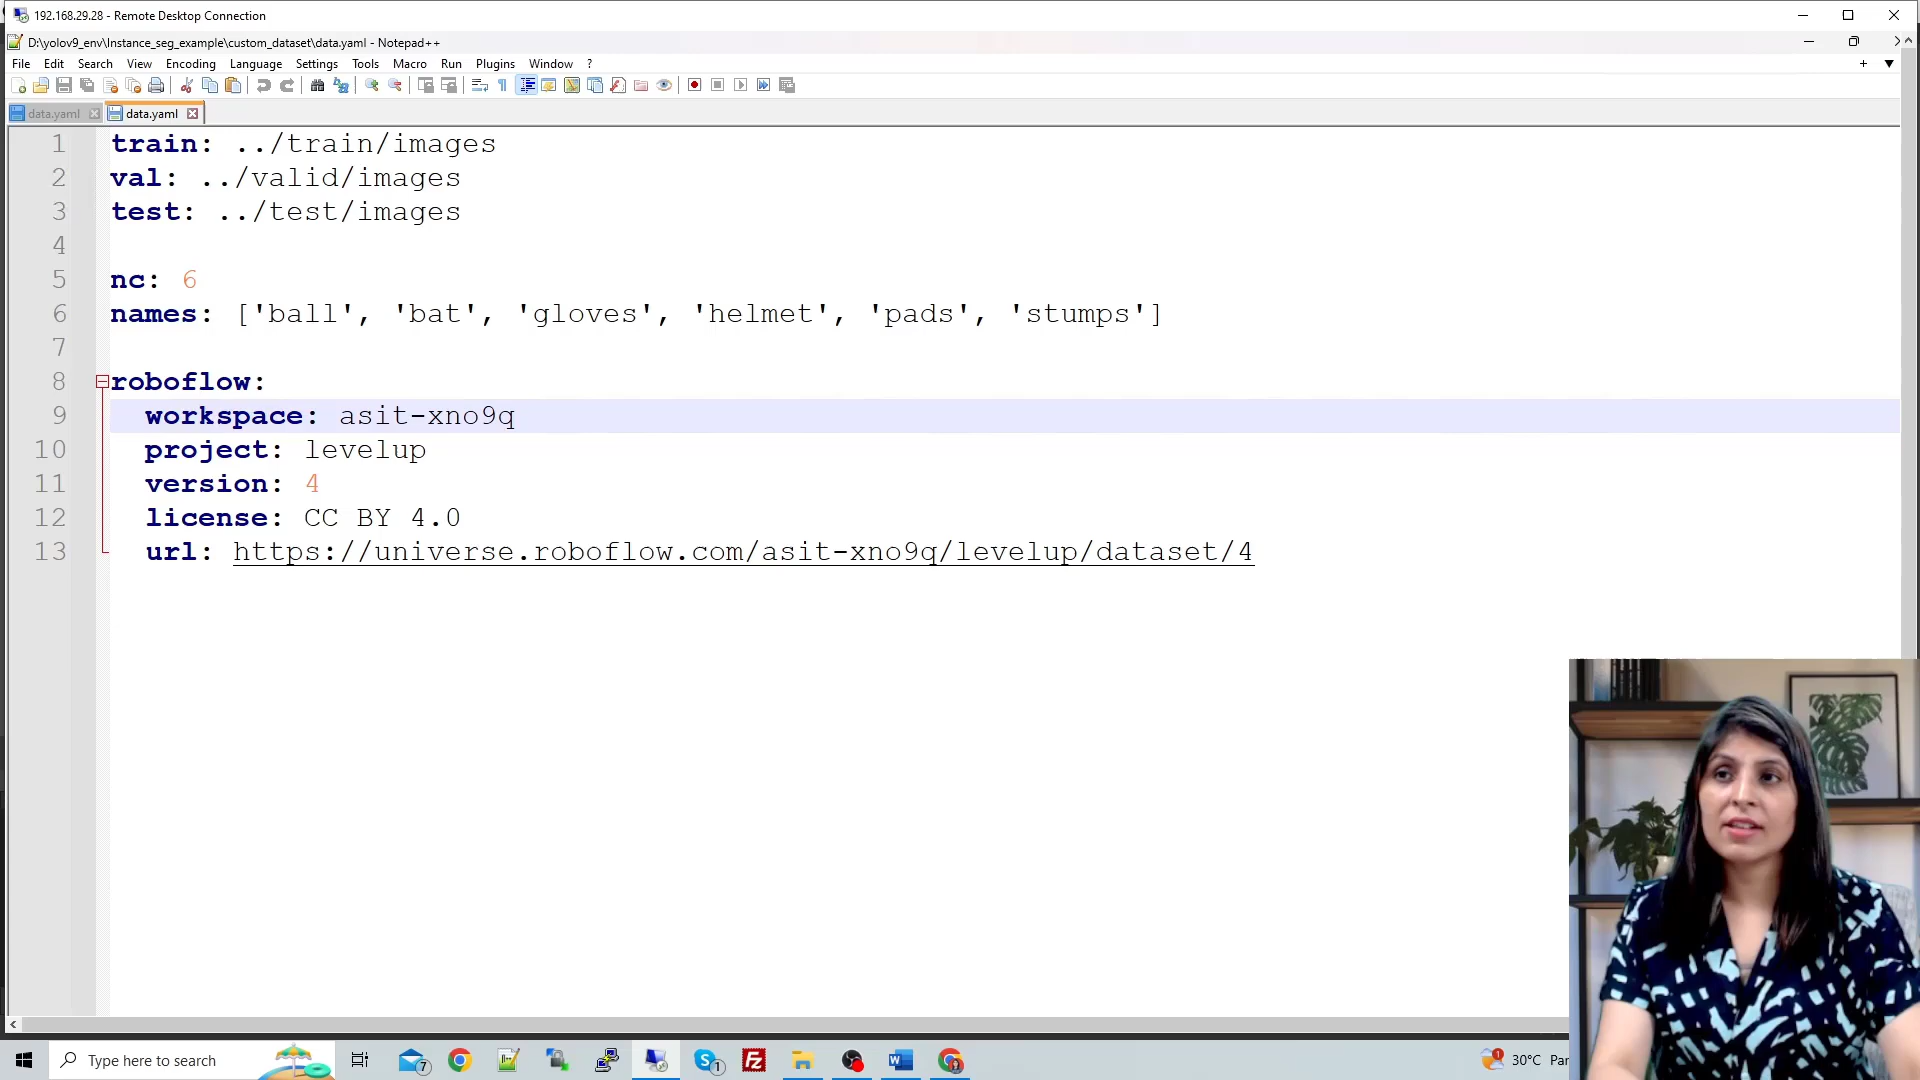 192.168.29.28 - Remote Desktop Connection
D:\yolov9_env\Instance_seg_example\custom_dataset\data.yaml - Notepad++
File Edit Search View Encoding Language Settings Tools Macro Run Plugins Window ?
data.yaml data.yaml
1 train: ../train/images
2 val: ../valid/images
3 test: ../test/images
4
5 nc: 6
6 names: ['ball', 'bat', 'gloves', 'helmet', 'pads', 'stumps']
7
8 roboflow:
9 workspace: asit-xno9q
10 project: levelup
11 version: 4
12 license: CC BY 4.0
13 url: https://universe.roboflow.com/asit-xno9q/levelup/dataset/4
Type here to search 7 1 1 30°C Par